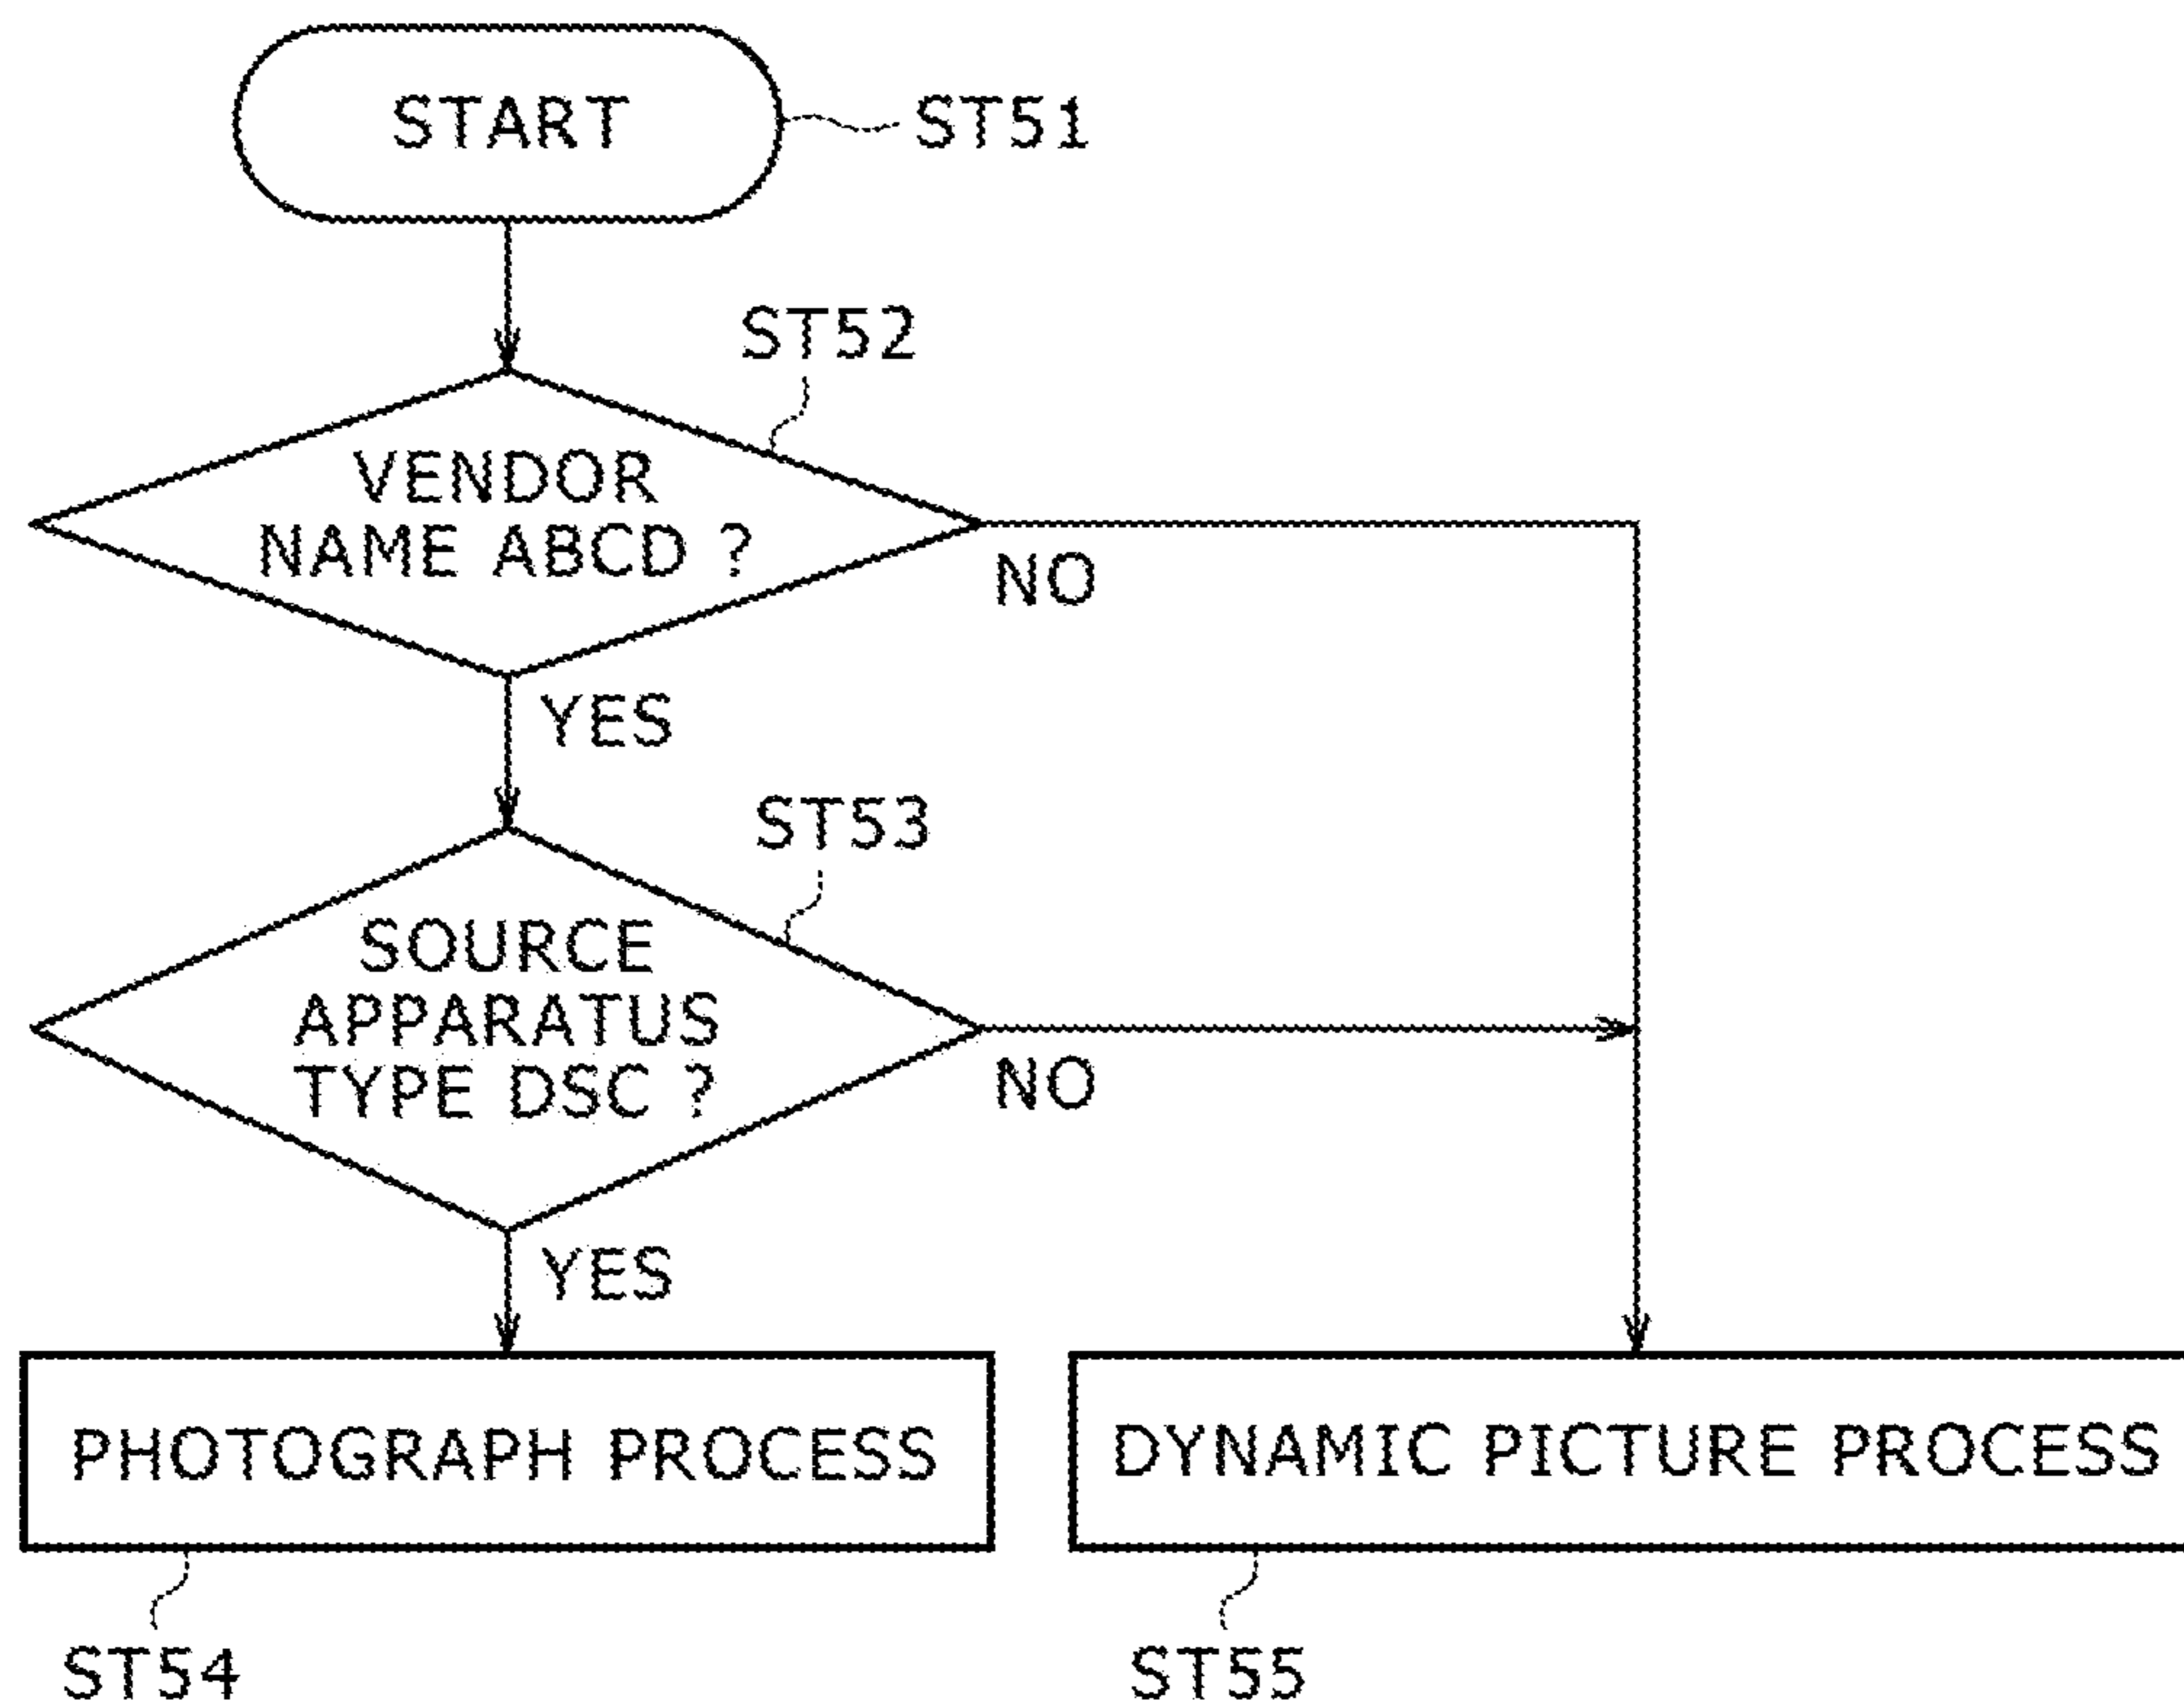 START
ST51
ST52
VENDOR
NAME ABCD ?
NO
YES
ST53
SOURCE
APPARATUS
TYPE DSC ?
NO
YES
PHOTOGRAPH PROCESS
DYNAMIC PICTURE PROCESS
ST54
ST55